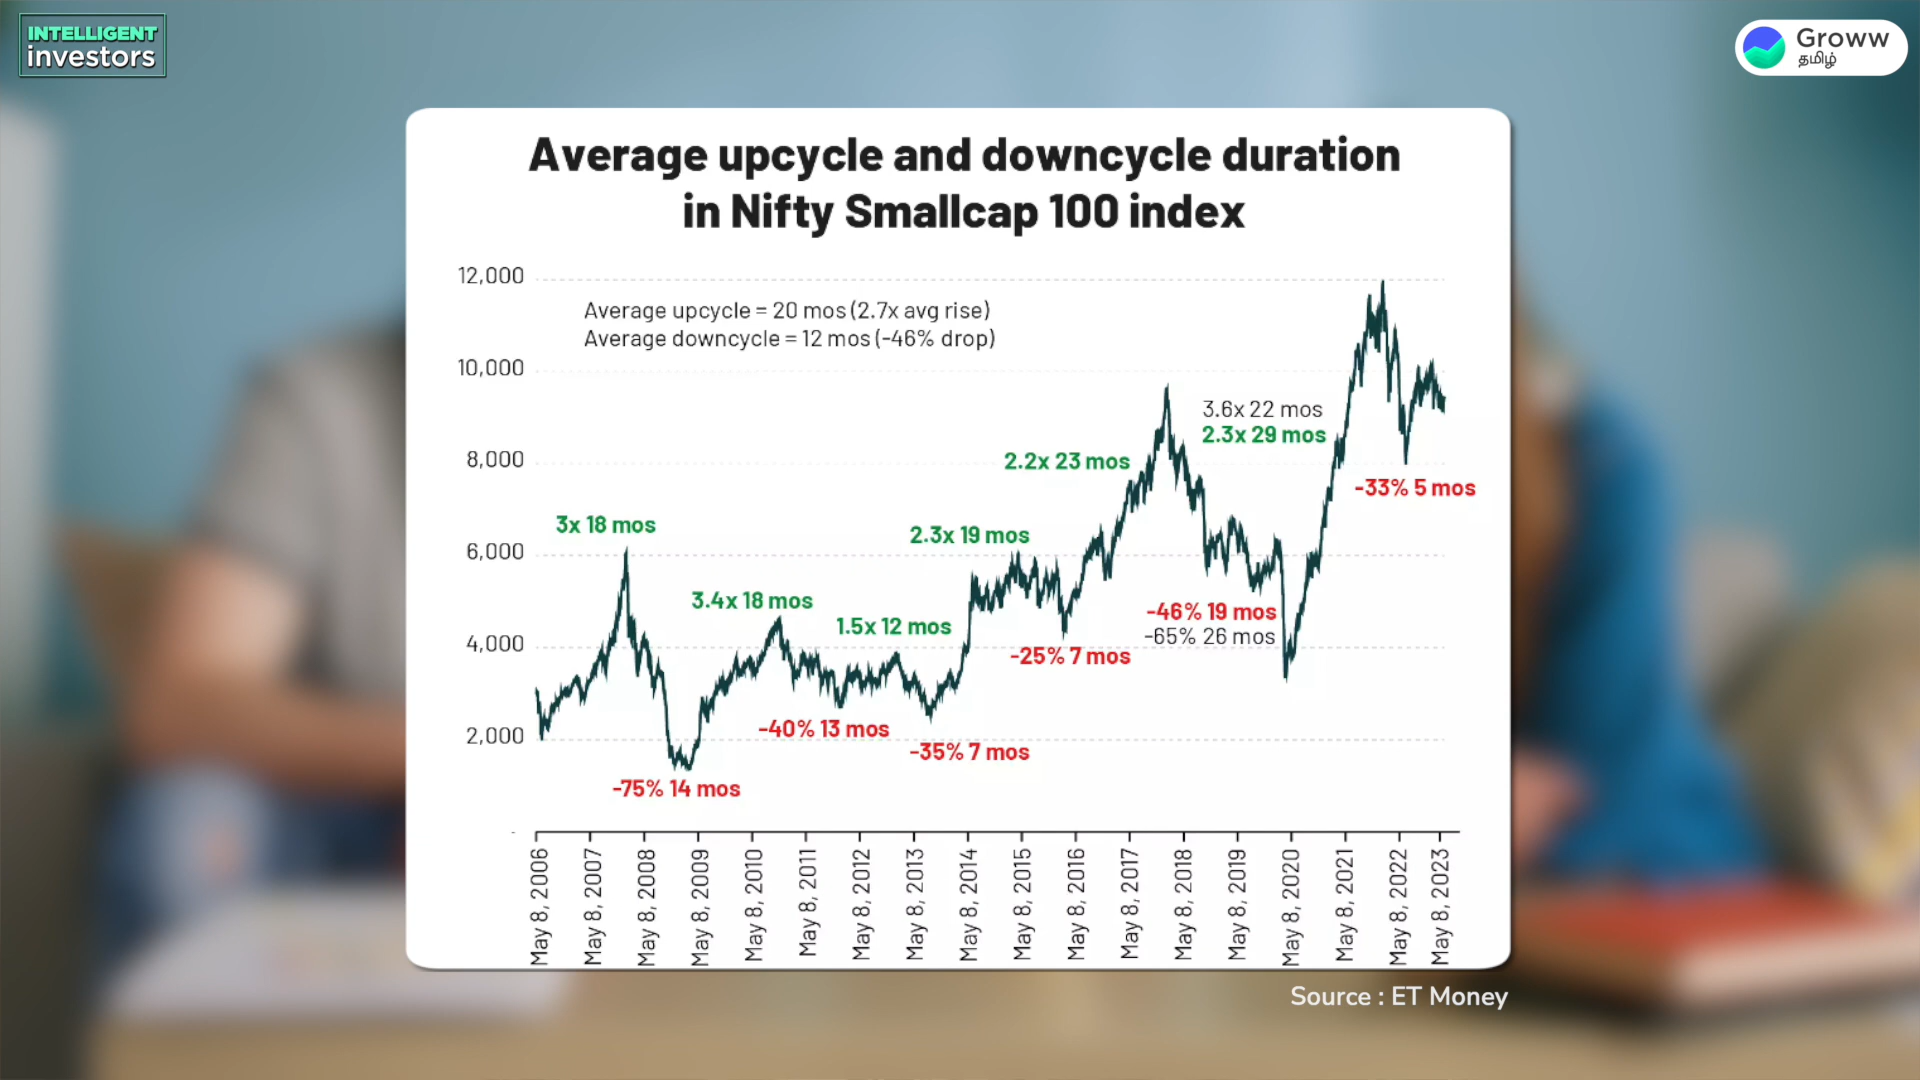 INTELLIGENT
investors
Groww
தமிழ்
Average upcycle and downcycle duration
in Nifty Smallcap 100 index
12,000
10,000
8,000
6,000
4,000
2,000
-
Average upcycle = 20 mos (2.7x avg rise)
Average downcycle = 12 mos (-46% drop)
3.6x 22 mos
2.3x 29 mos
2.2x 23 mos
-33% 5 mos
3x 18 mos
2.3x 19 mos
3.4x 18 mos
1.5x 12 mos
-46% 19 mos
-65% 26 mos
-25% 7 mos
-40% 13 mos
-35% 7 mos
-75% 14 mos
May 8, 2006
May 8, 2007
May 8, 2008
May 8, 2009
May 8, 2010
May 8, 2011
May 8, 2012
May 8, 2013
May 8, 2014
May 8, 2015
May 8, 2016
May 8, 2017
May 8, 2018
May 8, 2019
May 8, 2020
May 8, 2021
May 8, 2022
May 8, 2023
Source : ET Money